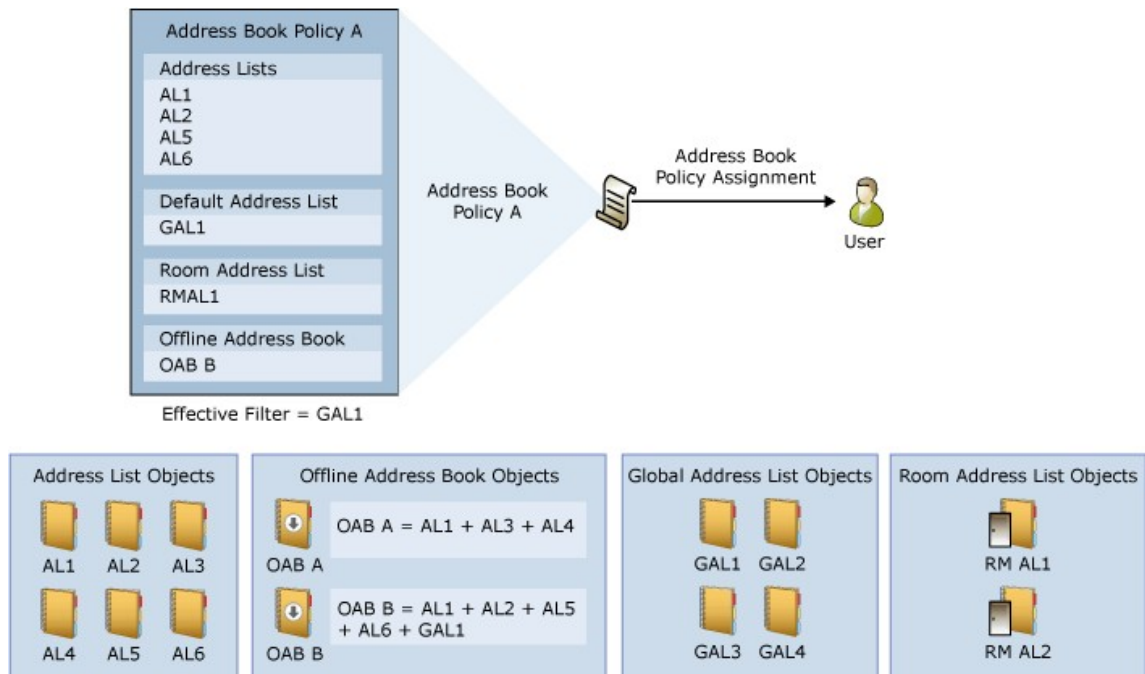 Address Book Policy A
Address Lists
AL1
AL2
AL5
AL6
Default Address List
GAL1
Room Address List
RMAL1
Offline Address Book
OAB B
Effective Filter = GAL1
Address Book
Policy A
Address Book
Policy Assignment
User
Address List Objects
AL1 AL2 AL3
AL4 AL5 AL6
Offline Address Book Objects
OAB A = AL1 + AL3 + AL4
OAB A
OAB B = AL1 + AL2 + AL5
+ AL6 + GAL1
OAB B
Global Address List Objects
GAL1 GAL2
GAL3 GAL4
Room Address List Objects
RM AL1
RM AL2